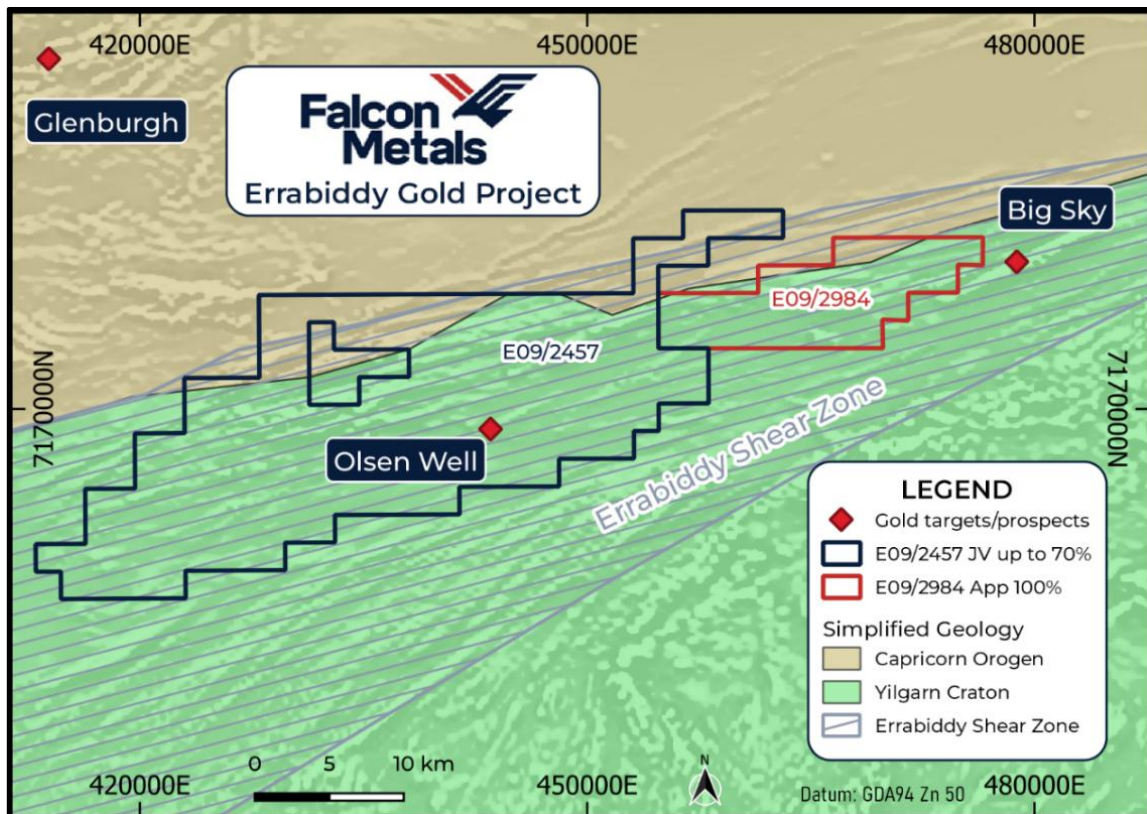 420000E
450000E
480000E
Glenburgh
Falcon
Metals
Errabiddy Gold Project
Big Sky
E09/2984
E09/2457
7170000N
7170000N
Olsen Well
Errabiddy Shear Zone
LEGEND
Gold targets/prospects
E09/2457 JV up to 70%
E09/2984 App 100%
Simplified Geology
Capricorn Orogen
Yilgarn Craton
Errabiddy Shear Zone
0 5 10 km
N
420000E
450000E
480000E
Datum: GDA94 Zn 50